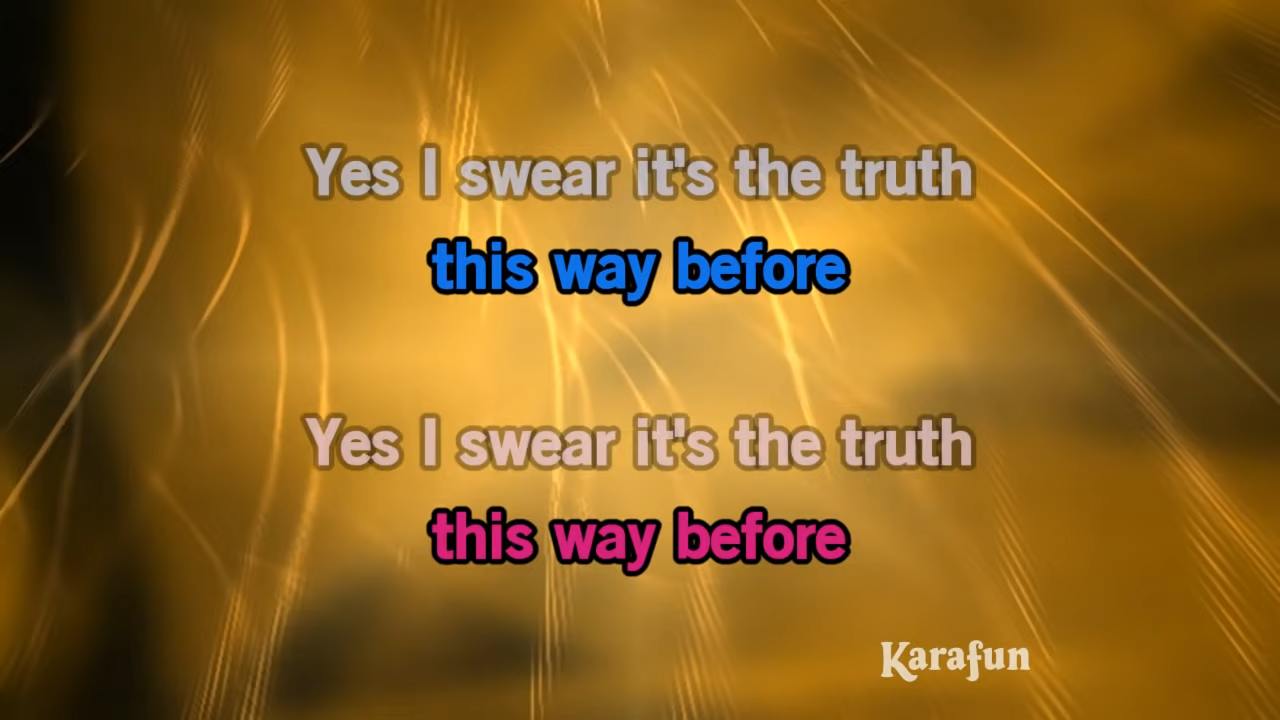 Yes I swear it's the truth
this way before
Yes I swear it's the truth
this way before
Karafun